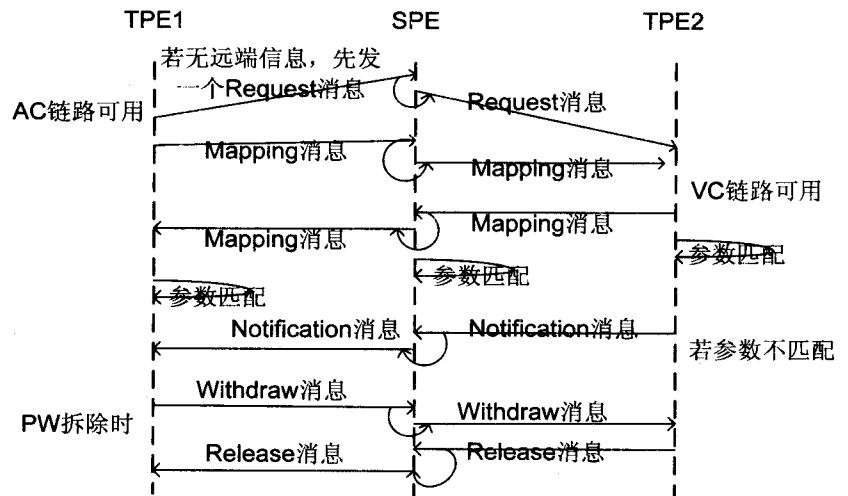 TPE1 SPE TPE2
若无远端信息，先发
一个Request消息
AC链路可用
Request消息
Mapping消息
Mapping消息
VC链路可用
Mapping消息
Mapping消息
参数匹配
参数匹配
参数匹配
Notification消息
Notification消息
若参数不匹配
Withdraw消息
Withdraw消息
PW拆除时
Release消息
Release消息